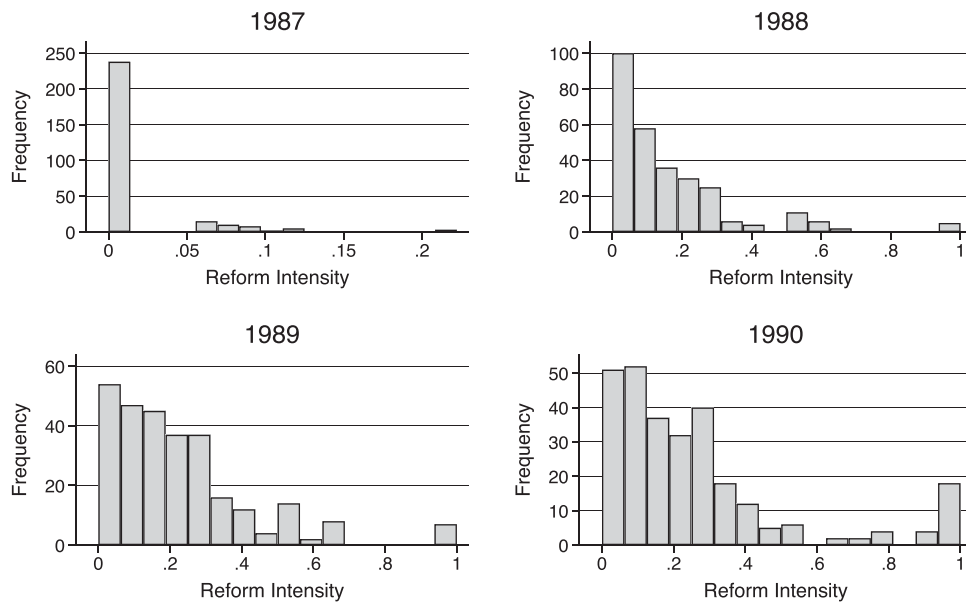 1987
250
200
150
100
50
0
Frequency
0 .05 .1 .15 .2
Reform Intensity
1988
100
80
60
40
20
0
Frequency
0 .2 .4 .6 .8 1
Reform Intensity
1989
60
40
20
0
Frequency
0 .2 .4 .6 .8 1
Reform Intensity
1990
50
40
30
20
10
0
Frequency
0 .2 .4 .6 .8 1
Reform Intensity